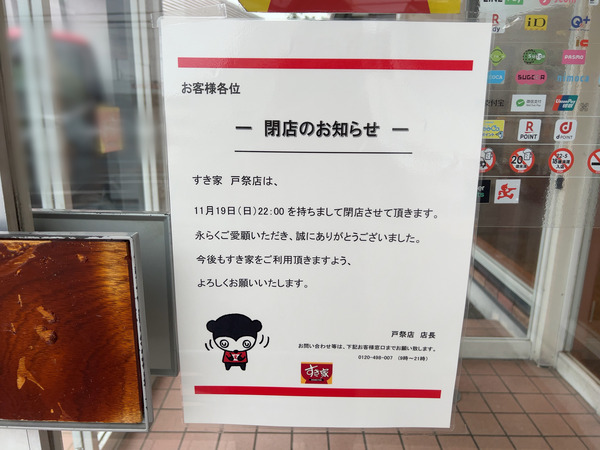 お客様各位
― 閉店のお知らせ ―
すき家 戸祭店は、
11月19日(日)22:00 を持ちまして閉店させて頂きます。
永らくご愛顧いただき、誠にありがとうございました。
今後もすき家をご利用頂きますよう、
よろしくお願いいたします。
戸祭店 店長
お問い合わせ等は、下記お客様窓口までお願い致します。
0120-498-007 (9時~21時)
すき家
iD
R POINT
d POINT
20